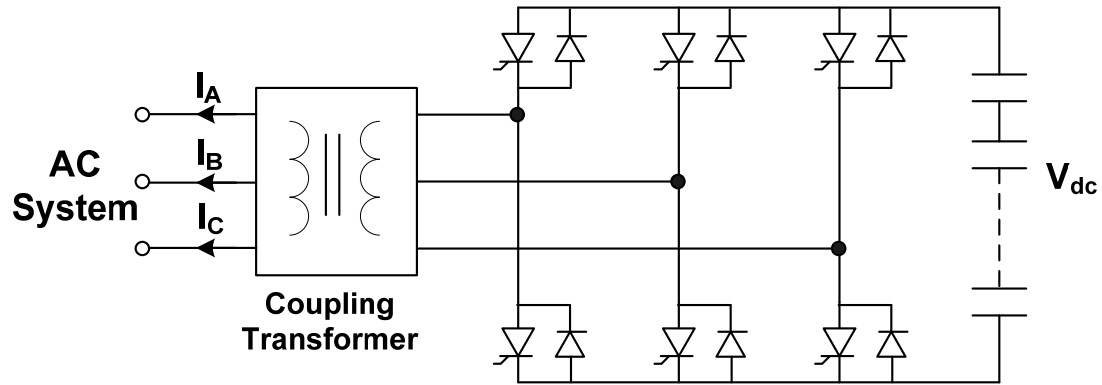 I_A
I_B
I_C
AC
System
Coupling
Transformer
V_dc